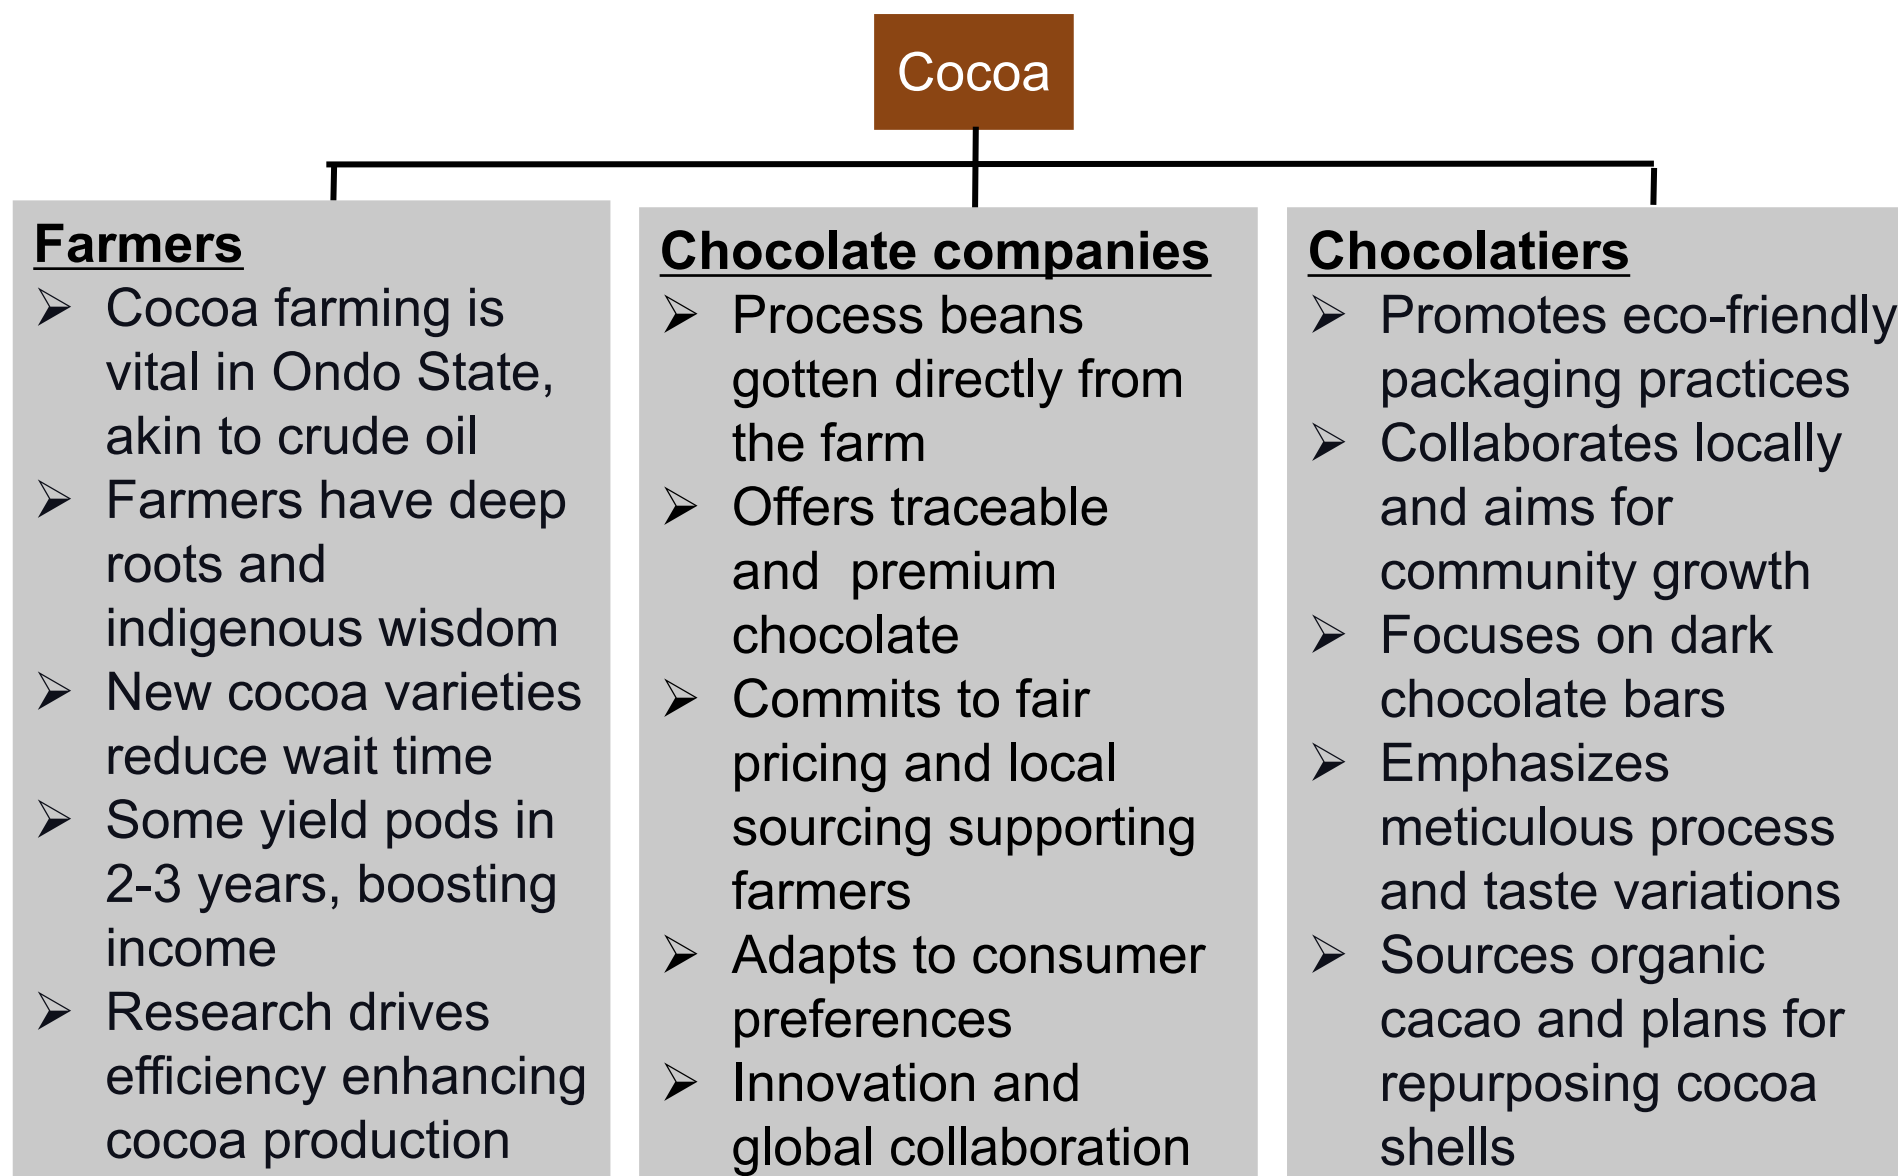 Cocoa
Farmers
➢ Cocoa farming is
vital in Ondo State,
akin to crude oil
➢ Farmers have deep
roots and
indigenous wisdom
➢ New cocoa varieties
reduce wait time
➢ Some yield pods in
2-3 years, boosting
income
➢ Research drives
efficiency enhancing
cocoa production
Chocolate companies
➢ Process beans
gotten directly from
the farm
➢ Offers traceable
and  premium
chocolate
➢ Commits to fair
pricing and local
sourcing supporting
farmers
➢ Adapts to consumer
preferences
➢ Innovation and
global collaboration
Chocolatiers
➢ Promotes eco-friendly
packaging practices
➢ Collaborates locally
and aims for
community growth
➢ Focuses on dark
chocolate bars
➢ Emphasizes
meticulous process
and taste variations
➢ Sources organic
cacao and plans for
repurposing cocoa
shells